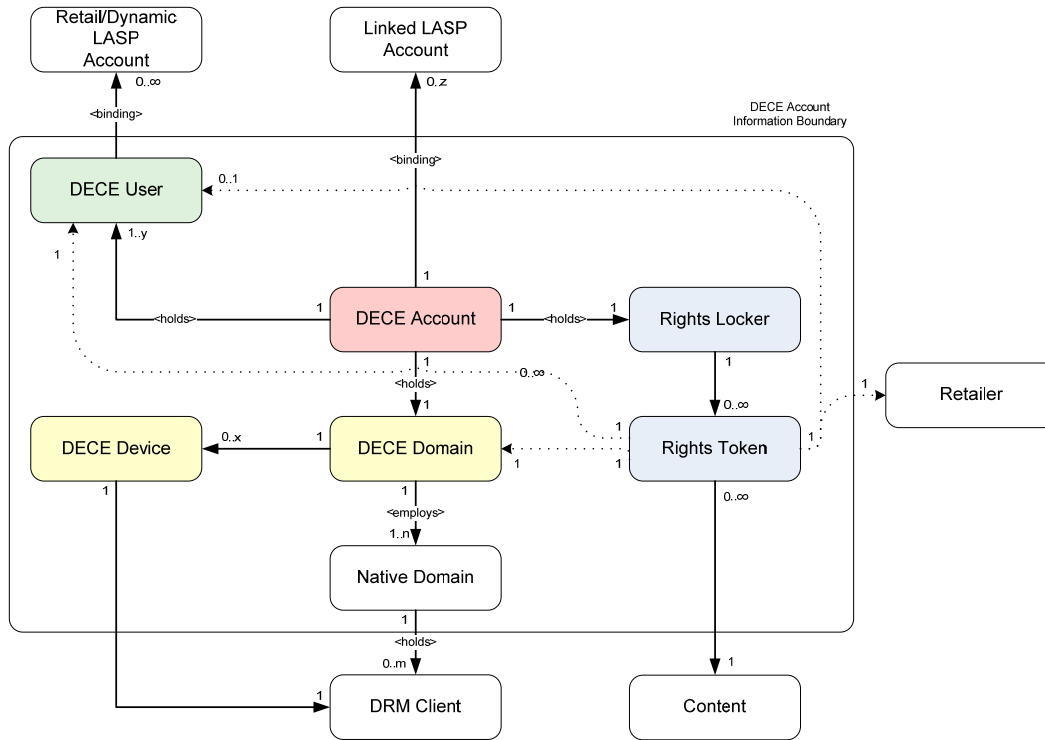 Retail/Dynamic
LASP
Account
Linked LASP
Account
0..∞
0..z
<binding>
DECE Account
Information Boundary
<binding>
DECE User
0..1
1..y
1
1
1
<holds>
DECE Account
1
<holds>
1
Rights Locker
1
<holds>
0..∞
1
1
0..∞
1
Retailer
DECE Device
0..x
1
DECE Domain
1
1
1
Rights Token
1
1
1
<employs>
0..∞
1..n
Native Domain
1
<holds>
0..m
1
1
DRM Client
Content